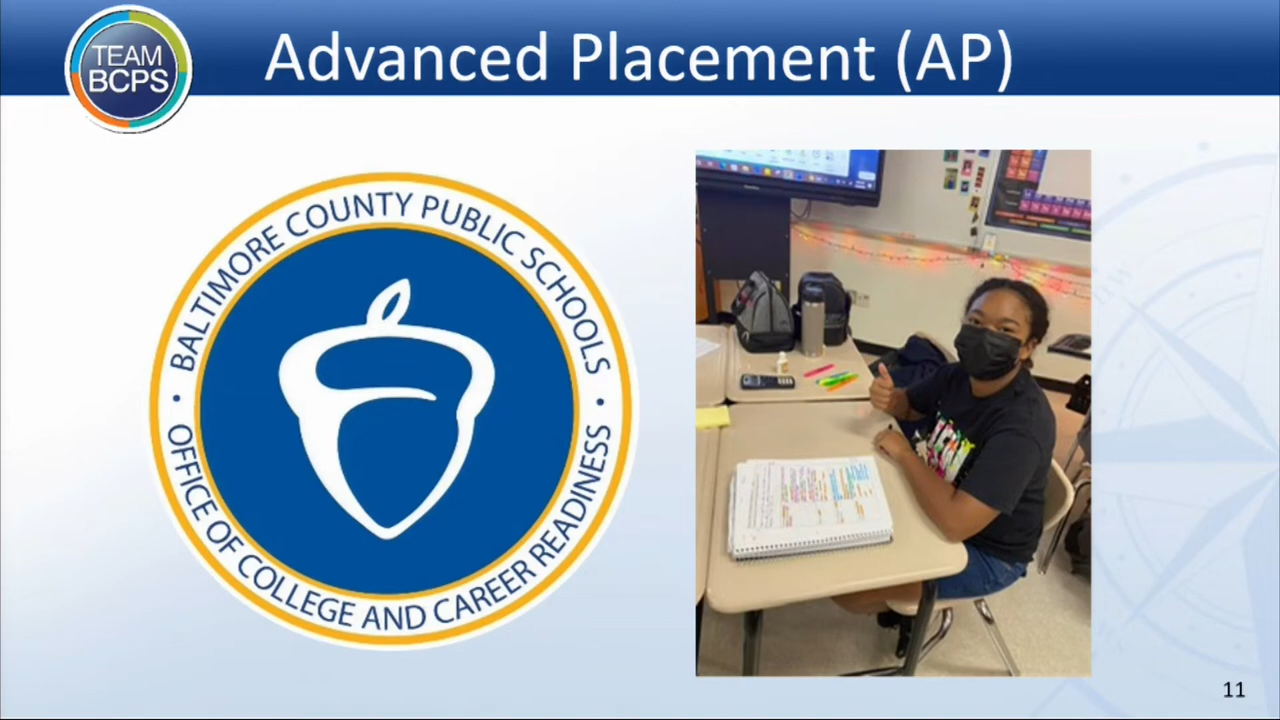 TEAM
BCPS
Advanced Placement (AP)
BALTIMORE COUNTY PUBLIC SCHOOLS
OFFICE OF COLLEGE AND CAREER READINESS
11